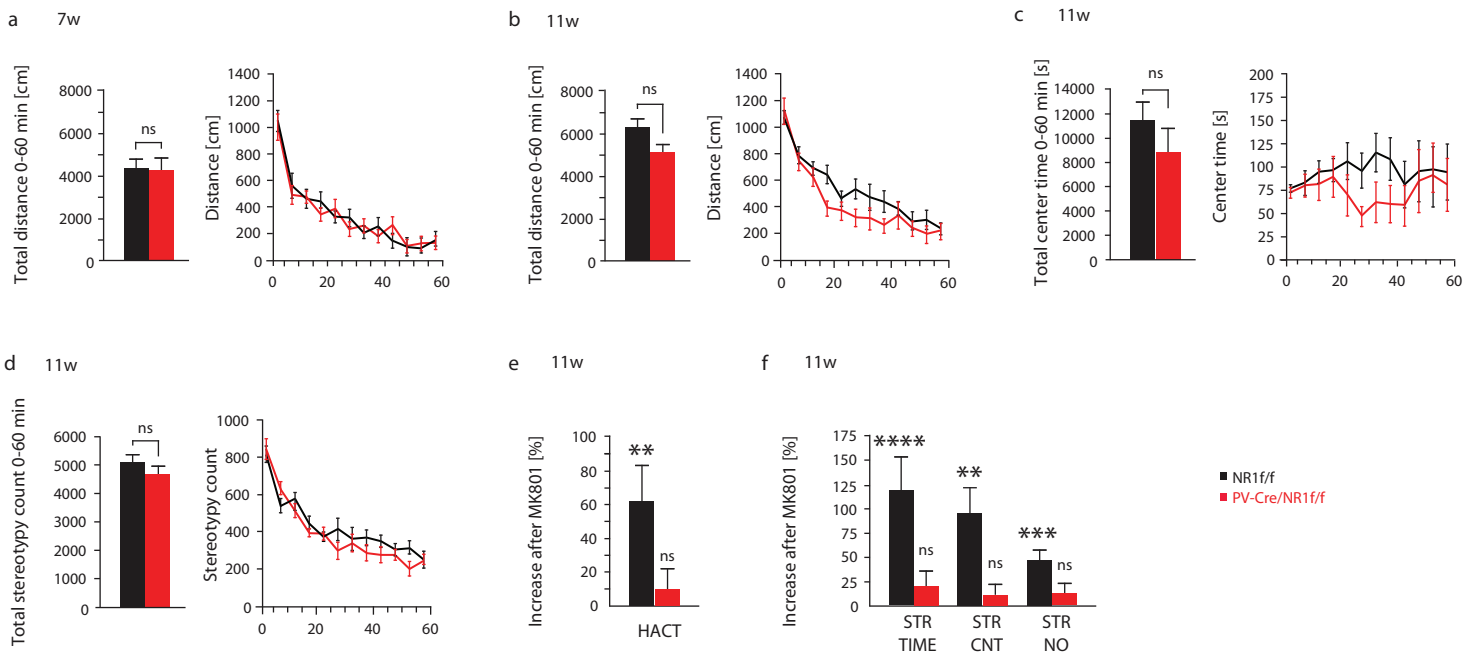 a 7w
Total distance 0-60 min [cm]
8000
6000
4000
2000
0
ns
Distance [cm]
1400
1200
1000
800
600
400
200
0
0 20 40 60
b 11w
Total distance 0-60 min [cm]
8000
6000
4000
2000
0
ns
Distance [cm]
1400
1200
1000
800
600
400
200
0
0 20 40 60
c 11w
Total center time 0-60 min [s]
14000
12000
10000
8000
6000
4000
2000
0
ns
Center time [s]
200
175
150
125
100
75
50
25
0
0 20 40 60
d 11w
Total stereotypy count 0-60 min
6000
5000
4000
3000
2000
1000
0
ns
Stereotypy count
1000
800
600
400
200
0
0 20 40 60
e 11w
Increase after MK801 [%]
100
80
60
40
20
0
**
ns
HACT
f 11w
Increase after MK801 [%]
175
150
125
100
75
50
25
0
****
ns
**
ns
***
ns
STR TIME
STR CNT
STR NO
NR1f/f
PV-Cre/NR1f/f